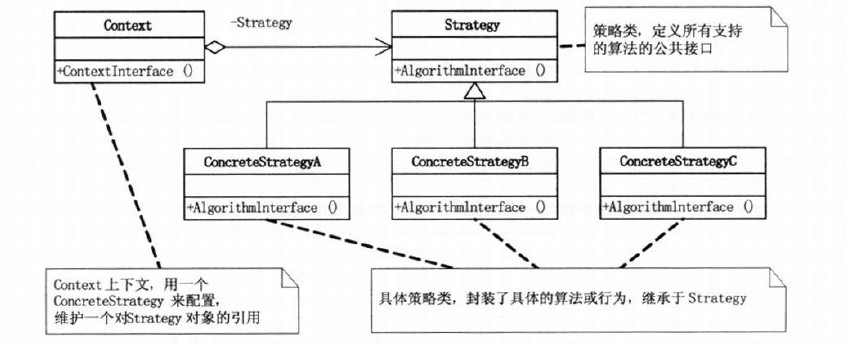 Context
-Strategy
Strategy
+ContextInterface ()
+AlgorithmInterface ()
策略类，定义所有支持
的算法的公共接口
ConcreteStrategyA
ConcreteStrategyB
ConcreteStrategyC
+AlgorithmInterface ()
+AlgorithmInterface ()
+AlgorithmInterface ()
Context 上下文，用一个
ConcreteStrategy 来配置，
维护一个对Strategy 对象的引用
具体策略类，封装了具体的算法或行为，继承于 Strategy